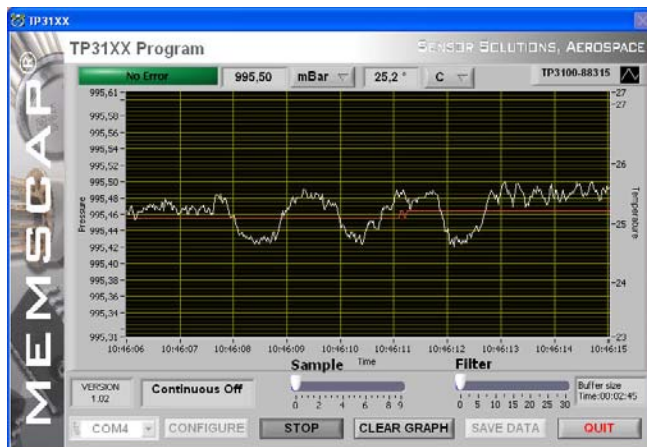 TP31XX
TP31XX Program
SENSOR SOLUTIONS, AEROSPACE
MEMSCAP®
No Error
995,50
mBar
25,2 °
C
TP3100-88315
995,61
995,58
995,56
995,54
995,52
995,50
995,48
995,46
995,44
995,42
995,40
995,38
995,36
995,34
995,31
Pressure
27
27
26
25
24
23
Temperature
10:46:06 10:46:07 10:46:08 10:46:09 10:46:10 10:46:11 10:46:12 10:46:13 10:46:14 10:46:15
Time
Sample
Filter
VERSION
1.02
Continuous Off
0 2 4 6 8 9
0 5 10 15 20 25 30
Buffer size
Time:00:02:45
COM4
CONFIGURE
STOP
CLEAR GRAPH
SAVE DATA
QUIT